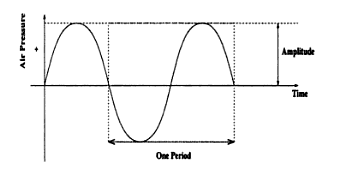 Air Pressure
+
Amplitude
Time
One Period